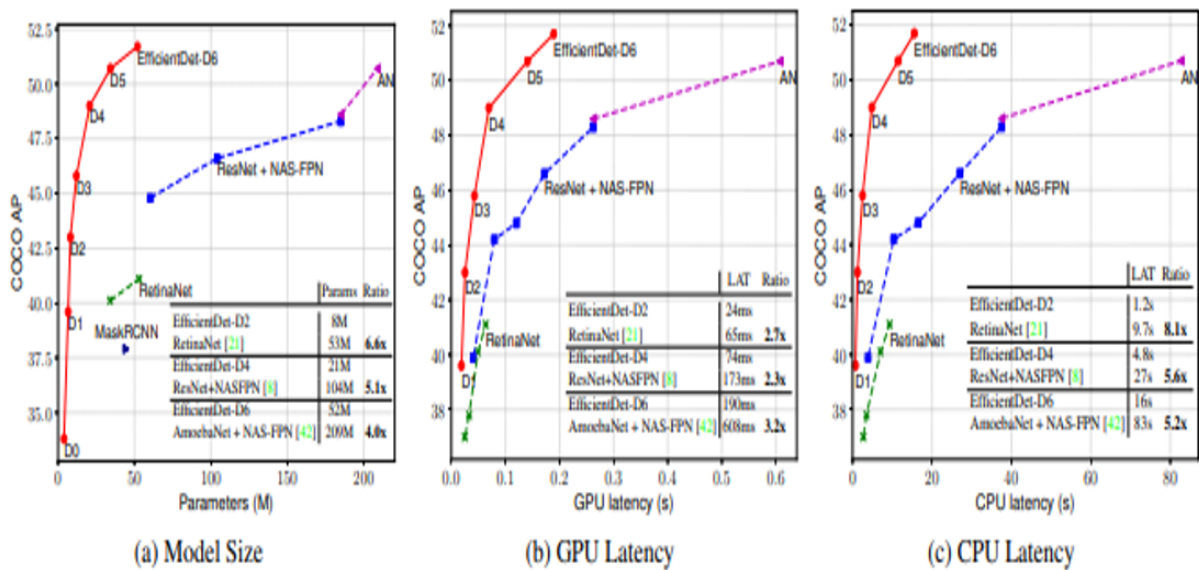 52.5
50.0
47.5
45.0
42.5
40.0
37.5
35.0
COCO AP
EfficientDet-D6
D5
AN
D4
D3
ResNet + NAS-FPN
D2
RetinaNet
D1
MaskRCNN
D0
Params Ratio
EfficientDet-D2 8M
RetinaNet [21] 53M 6.6x
EfficientDet-D4 21M
ResNet+NASFPN [8] 104M 5.1x
EfficientDet-D6 52M
AmoebaNet + NAS-FPN [42] 209M 4.0x
0 50 100 150 200
Parameters (M)
(a) Model Size
52
50
48
46
44
42
40
38
COCO AP
EfficientDet-D6
D5
AN
D4
D3
ResNet + NAS-FPN
D2
RetinaNet
D1
LAT Ratio
EfficientDet-D2 24ms
RetinaNet [21] 65ms 2.7x
EfficientDet-D4 74ms
ResNet+NASFPN [8] 173ms 2.3x
EfficientDet-D6 190ms
AmoebaNet + NAS-FPN [42] 608ms 3.2x
0.0 0.1 0.2 0.3 0.4 0.5 0.6
GPU latency (s)
(b) GPU Latency
52
50
48
46
44
42
40
38
COCO AP
EfficientDet-D6
D5
AN
D4
D3
ResNet + NAS-FPN
D2
RetinaNet
D1
LAT Ratio
EfficientDet-D2 1.2s
RetinaNet [21] 9.7s 8.1x
EfficientDet-D4 4.8s
ResNet+NASFPN [8] 27s 5.6x
EfficientDet-D6 16s
AmoebaNet + NAS-FPN [42] 83s 5.2x
0 20 40 60 80
CPU latency (s)
(c) CPU Latency